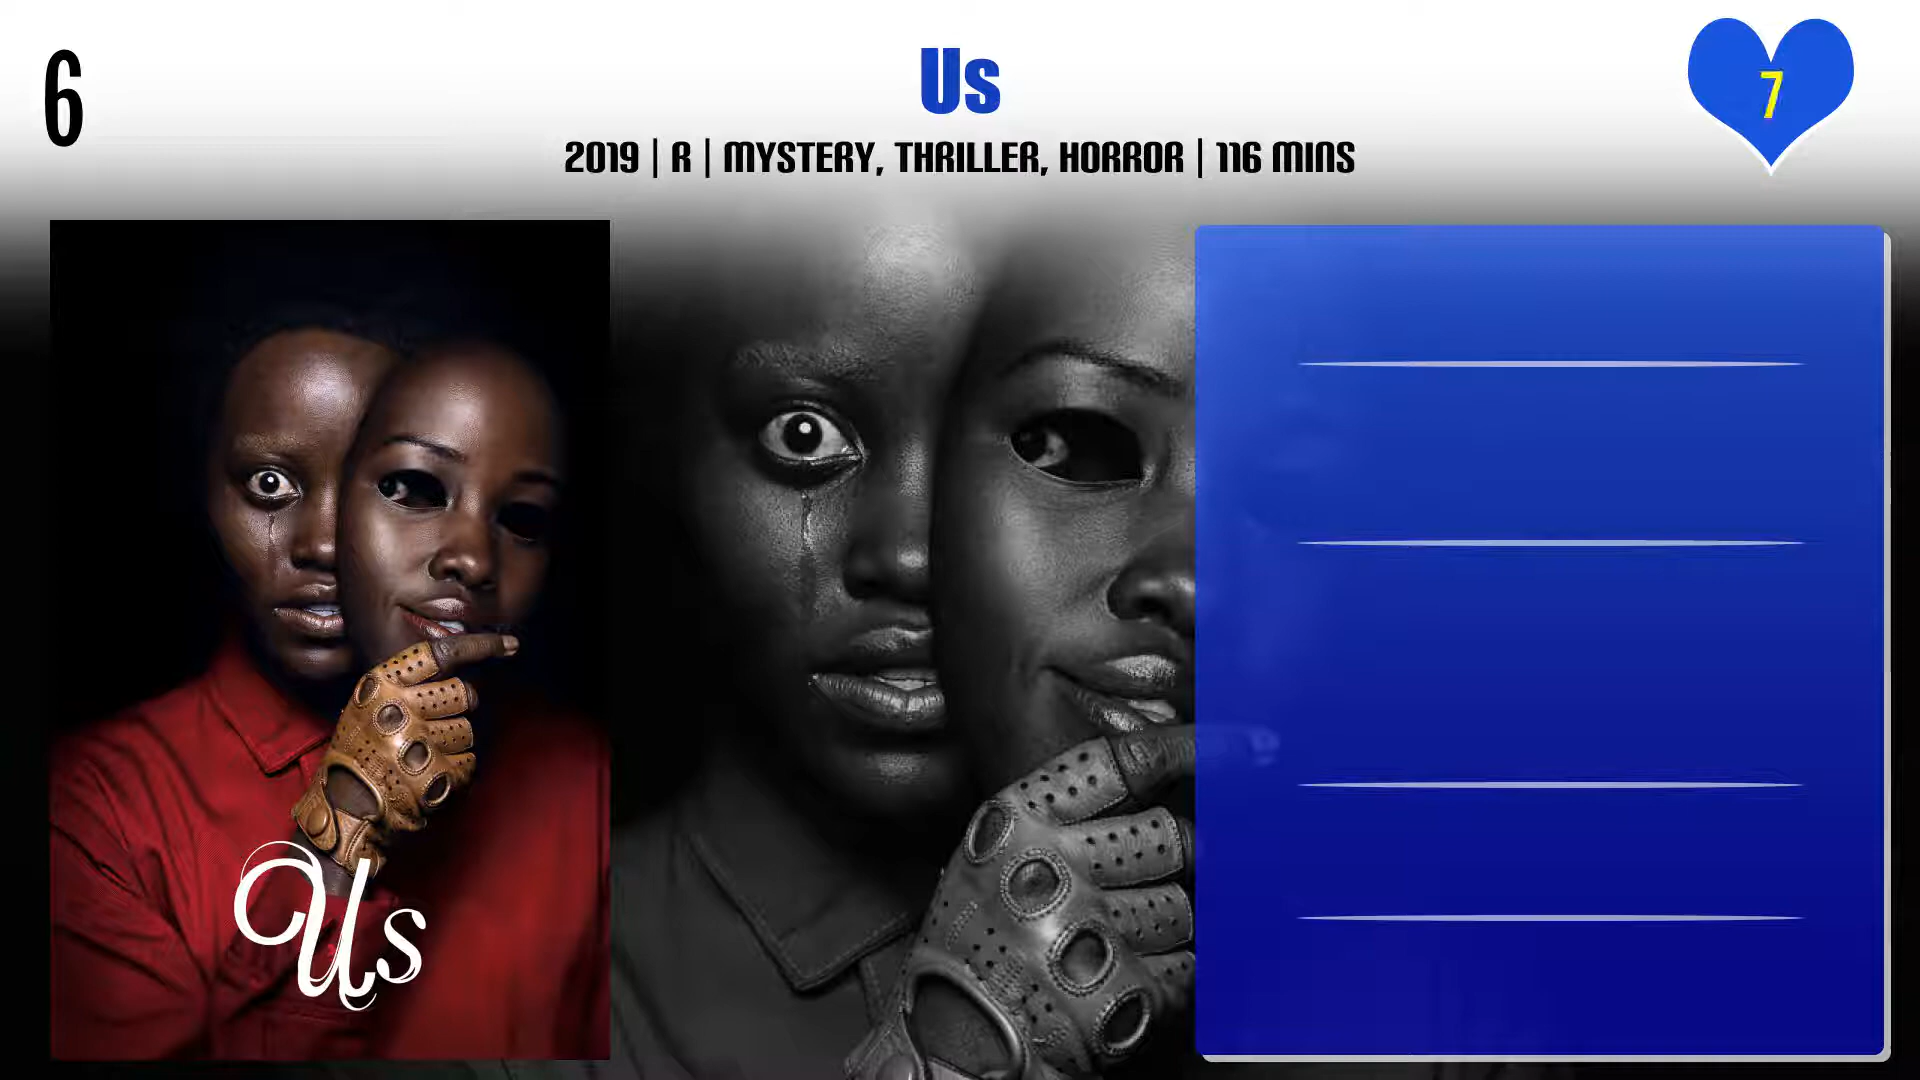 6
Us
7
2019 | R | MYSTERY, THRILLER, HORROR | 116 MINS
Us